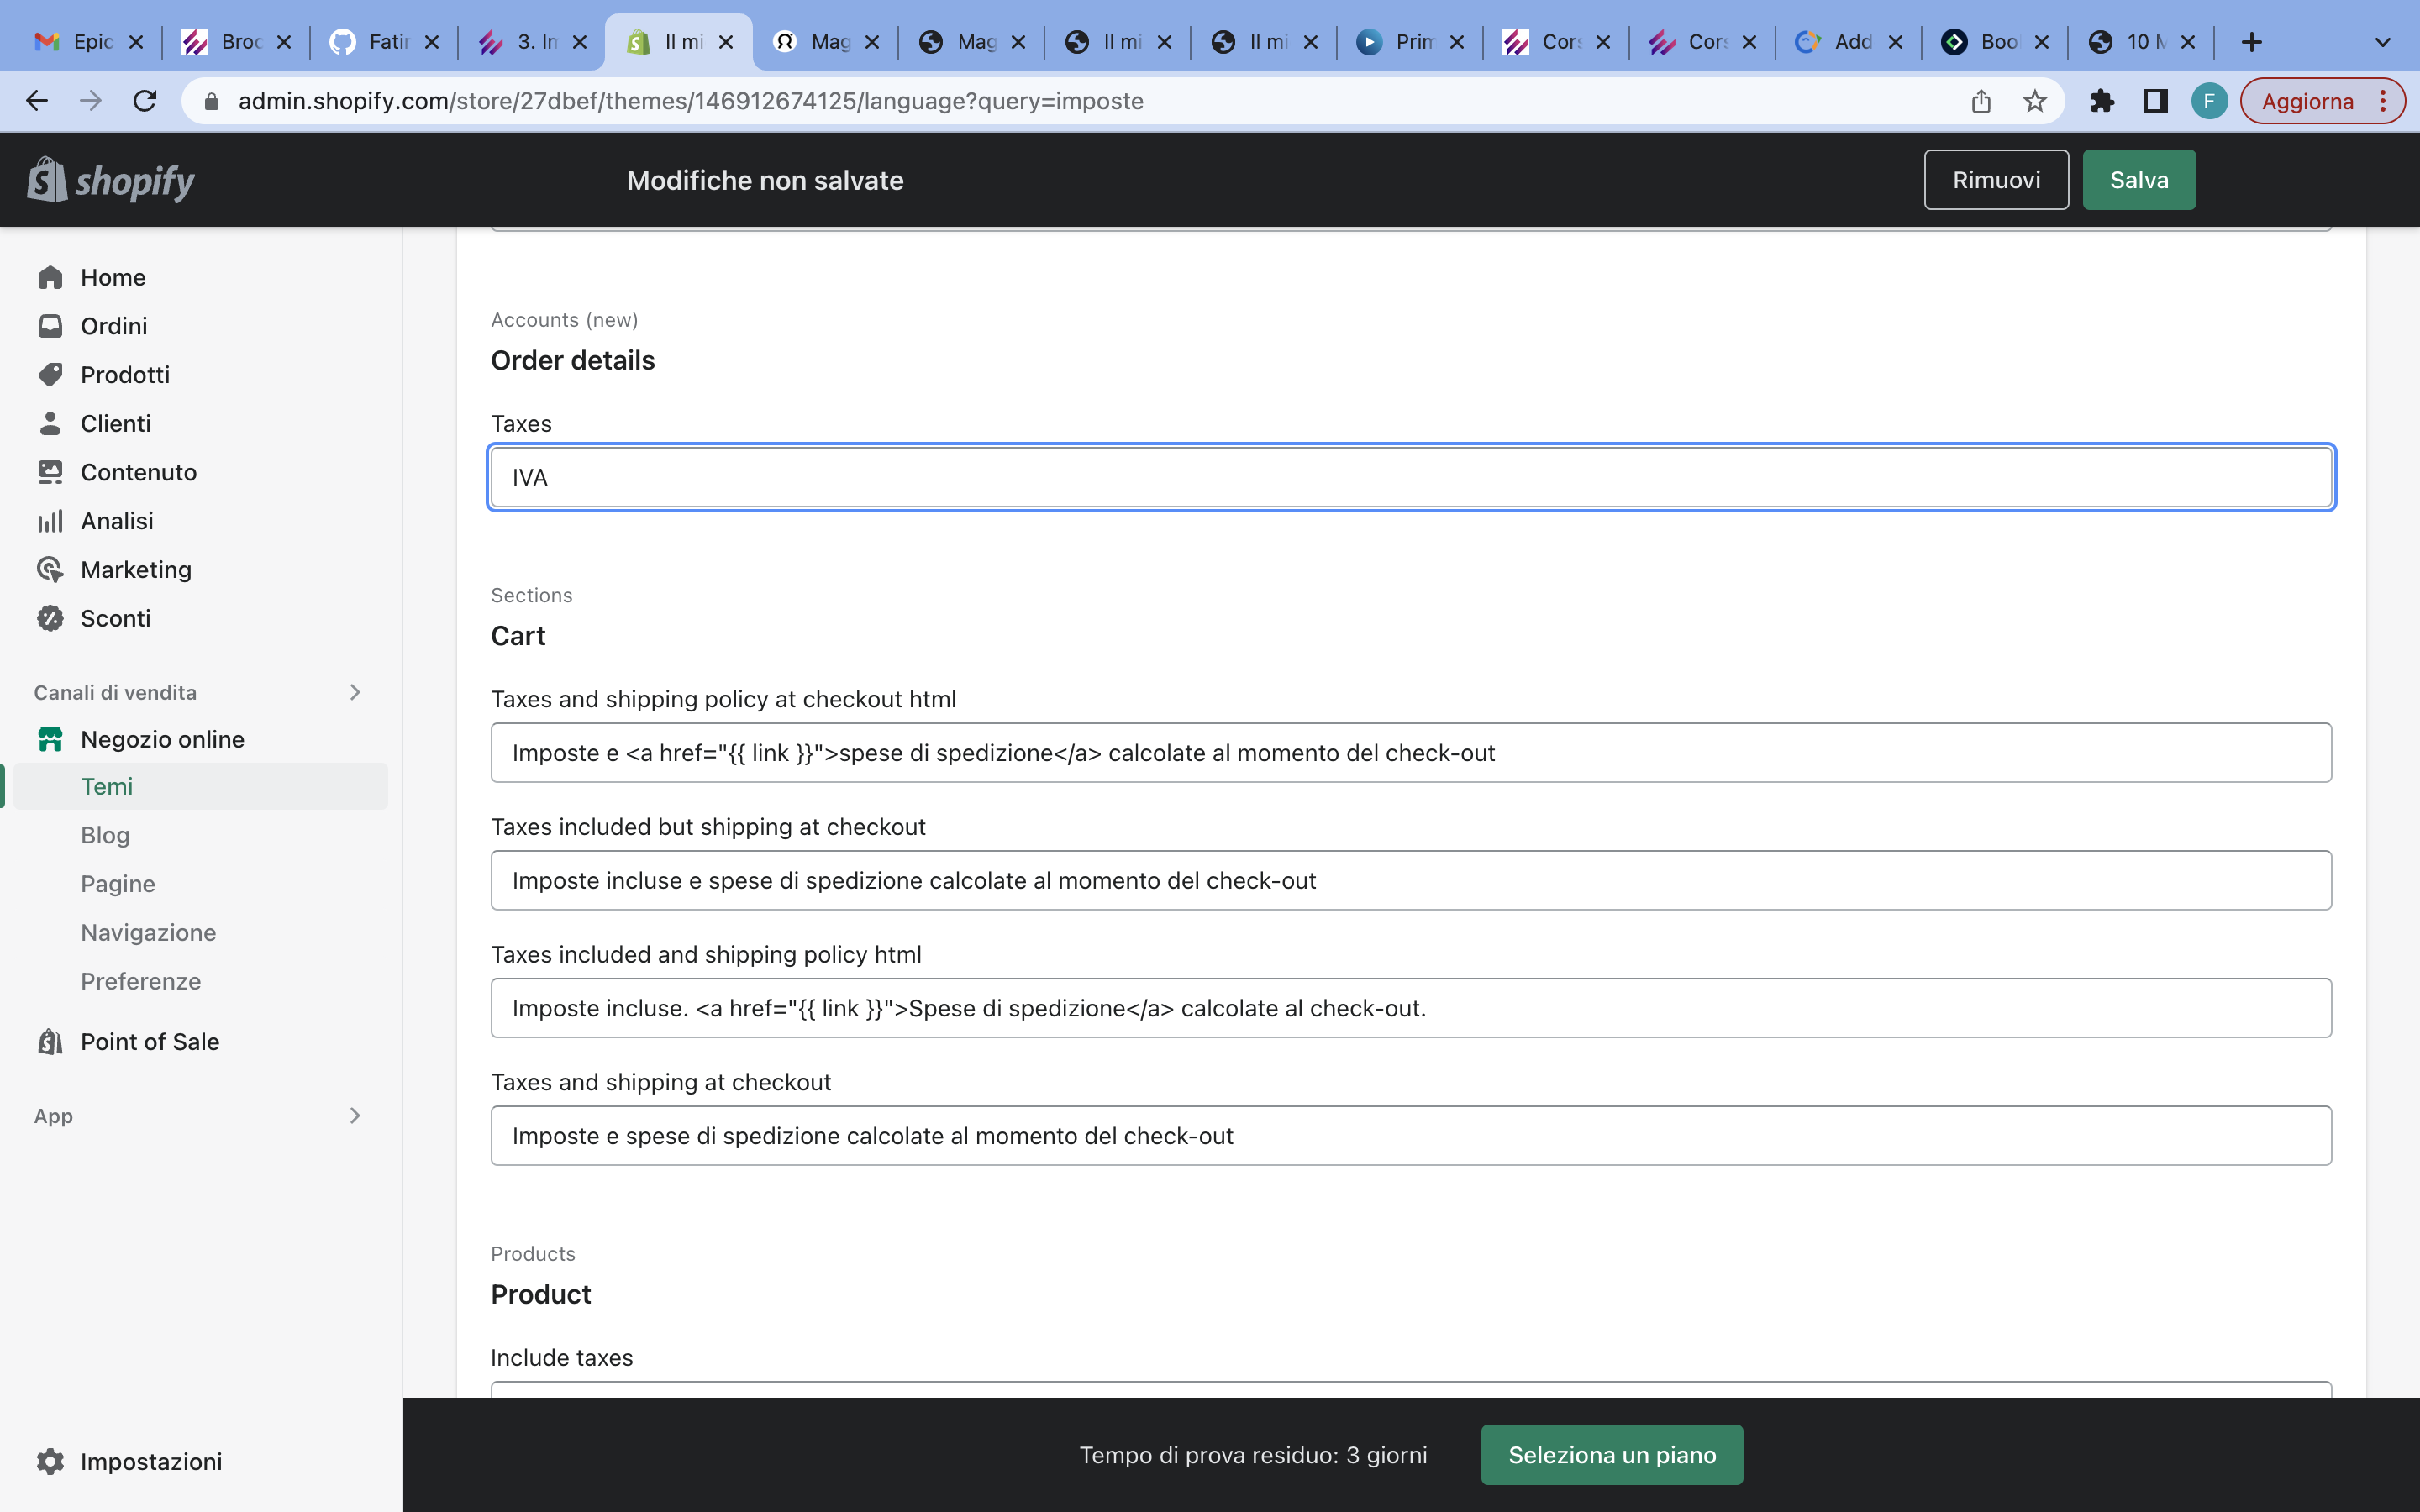 Epic
Broc
Fatir
3. Im
Il mi
Mag
Mag
Il mi
Il mi
Prim
Cors
Cors
Add
Boo
10 M
admin.shopify.com/store/27dbef/themes/146912674125/language?query=imposte
F
Aggiorna
shopify
Modifiche non salvate
Rimuovi
Salva
Home
Ordini
Prodotti
Clienti
Contenuto
Analisi
Marketing
Sconti
Canali di vendita
Negozio online
Temi
Blog
Pagine
Navigazione
Preferenze
Point of Sale
App
Impostazioni
Accounts (new)
Order details
Taxes
IVA
Sections
Cart
Taxes and shipping policy at checkout html
Imposte e <a href="{{ link }}">spese di spedizione</a> calcolate al momento del check-out
Taxes included but shipping at checkout
Imposte incluse e spese di spedizione calcolate al momento del check-out
Taxes included and shipping policy html
Imposte incluse. <a href="{{ link }}">Spese di spedizione</a> calcolate al check-out.
Taxes and shipping at checkout
Imposte e spese di spedizione calcolate al momento del check-out
Products
Product
Include taxes
Tempo di prova residuo: 3 giorni
Seleziona un piano